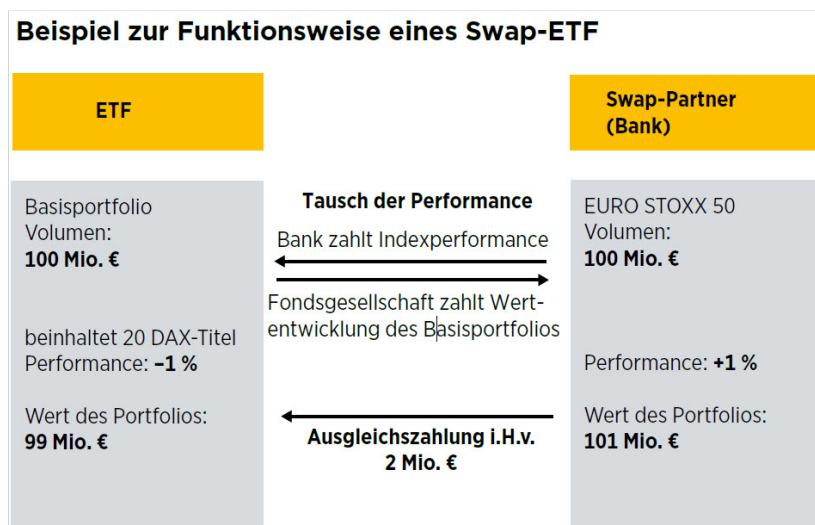 Beispiel zur Funktionsweise eines Swap-ETF
ETF
Swap-Partner
(Bank)
Basisportfolio
Volumen:
100 Mio. €
beinhaltet 20 DAX-Titel
Performance: –1 %
Wert des Portfolios:
99 Mio. €
Tausch der Performance
Bank zahlt Indexperformance
Fondsgesellschaft zahlt Wert-
entwicklung des Basisportfolios
Ausgleichszahlung i.H.v.
2 Mio. €
EURO STOXX 50
Volumen:
100 Mio. €
Performance: +1 %
Wert des Portfolios:
101 Mio. €